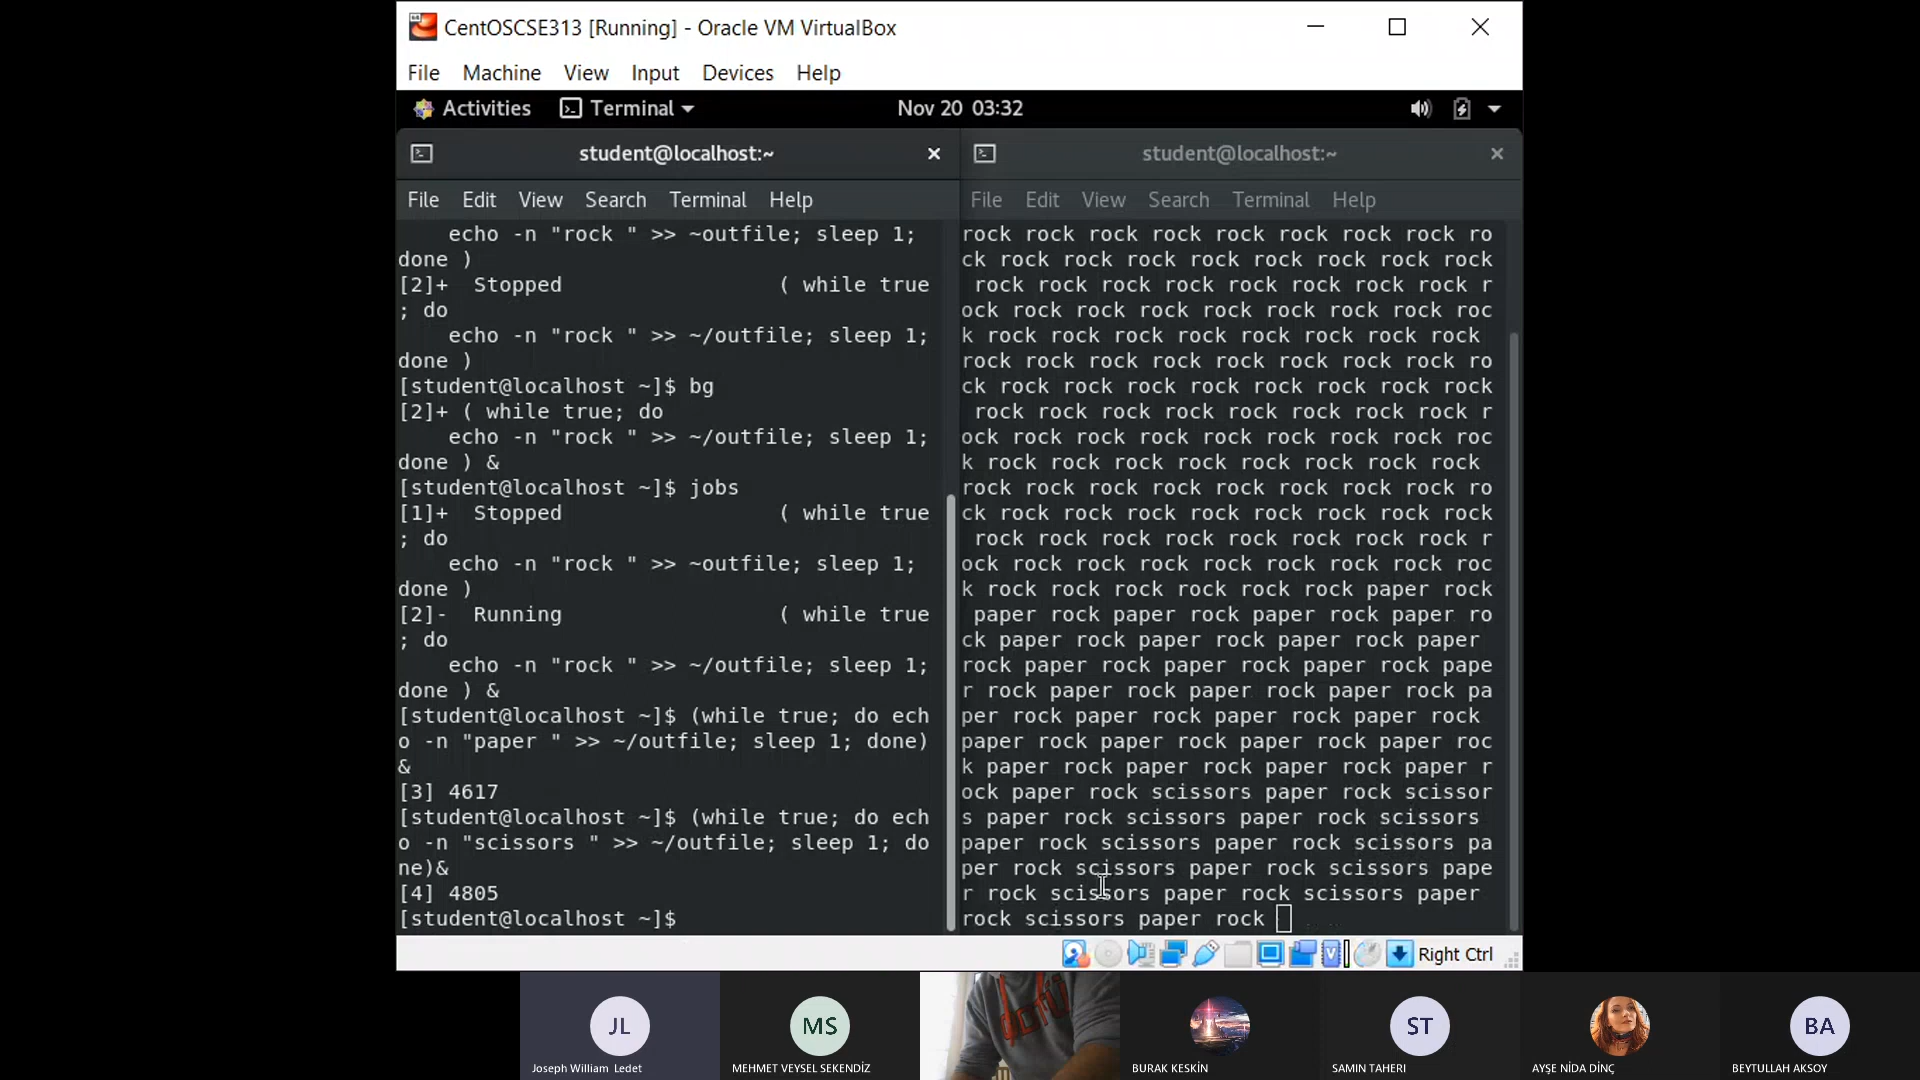 CentOSCSE313 [Running] - Oracle VM VirtualBox
File Machine View Input Devices Help
Activities Terminal Nov 20 03:32
student@localhost:~
File Edit View Search Terminal Help
echo -n "rock " >> ~outfile; sleep 1;
done )
[2]+  Stopped                 ( while true
; do
echo -n "rock " >> ~/outfile; sleep 1;
done )
[student@localhost ~]$ bg
[2]+ ( while true; do
echo -n "rock " >> ~/outfile; sleep 1;
done ) &
[student@localhost ~]$ jobs
[1]+  Stopped                 ( while true
; do
echo -n "rock " >> ~outfile; sleep 1;
done )
[2]-  Running                 ( while true
; do
echo -n "rock " >> ~/outfile; sleep 1;
done ) &
[student@localhost ~]$ (while true; do ech
o -n "paper " >> ~/outfile; sleep 1; done)
&
[3] 4617
[student@localhost ~]$ (while true; do ech
o -n "scissors " >> ~/outfile; sleep 1; do
ne)&
[4] 4805
[student@localhost ~]$
student@localhost:~
File Edit View Search Terminal Help
rock rock rock rock rock rock rock rock ro
ck rock rock rock rock rock rock rock rock
rock rock rock rock rock rock rock rock r
ock rock rock rock rock rock rock rock roc
k rock rock rock rock rock rock rock rock
rock rock rock rock rock rock rock rock ro
ck rock rock rock rock rock rock rock rock
rock rock rock rock rock rock rock rock r
ock rock rock rock rock rock rock rock roc
k rock rock rock rock rock rock rock rock
rock rock rock rock rock rock rock rock ro
ck rock rock rock rock rock rock rock rock
rock rock rock rock rock rock rock rock r
ock rock rock rock rock rock rock rock roc
k rock rock rock rock rock rock paper rock
paper rock paper rock paper rock paper ro
ck paper rock paper rock paper rock paper
rock paper rock paper rock paper rock pape
r rock paper rock paper rock paper rock pa
per rock paper rock paper rock paper rock
paper rock paper rock paper rock paper roc
k paper rock paper rock paper rock paper r
ock paper rock scissors paper rock scissor
s paper rock scissors paper rock scissors
paper rock scissors paper rock scissors pa
per rock scissors paper rock scissors pape
r rock scissors paper rock scissors paper
rock scissors paper rock
Right Ctrl
JL
Joseph William Ledet
MS
MEHMET VEYSEL SEKENDİZ
BURAK KESKİN
ST
SAMIN TAHERI
AYŞE NİDA DİNÇ
BA
BEYTULLAH AKSOY